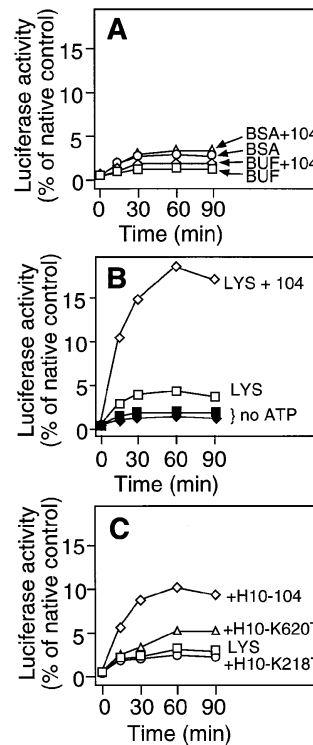 A
Luciferase activity
(% of native control)
15
10
5
0
BSA+104
BSA
BUF+104
BUF
0 30 60 90
Time (min)
B
Luciferase activity
(% of native control)
15
10
5
0
LYS + 104
LYS
} no ATP
0 30 60 90
Time (min)
C
Luciferase activity
(% of native control)
15
10
5
0
+H10-104
+H10-K620T
LYS
+H10-K218T
0 30 60 90
Time (min)